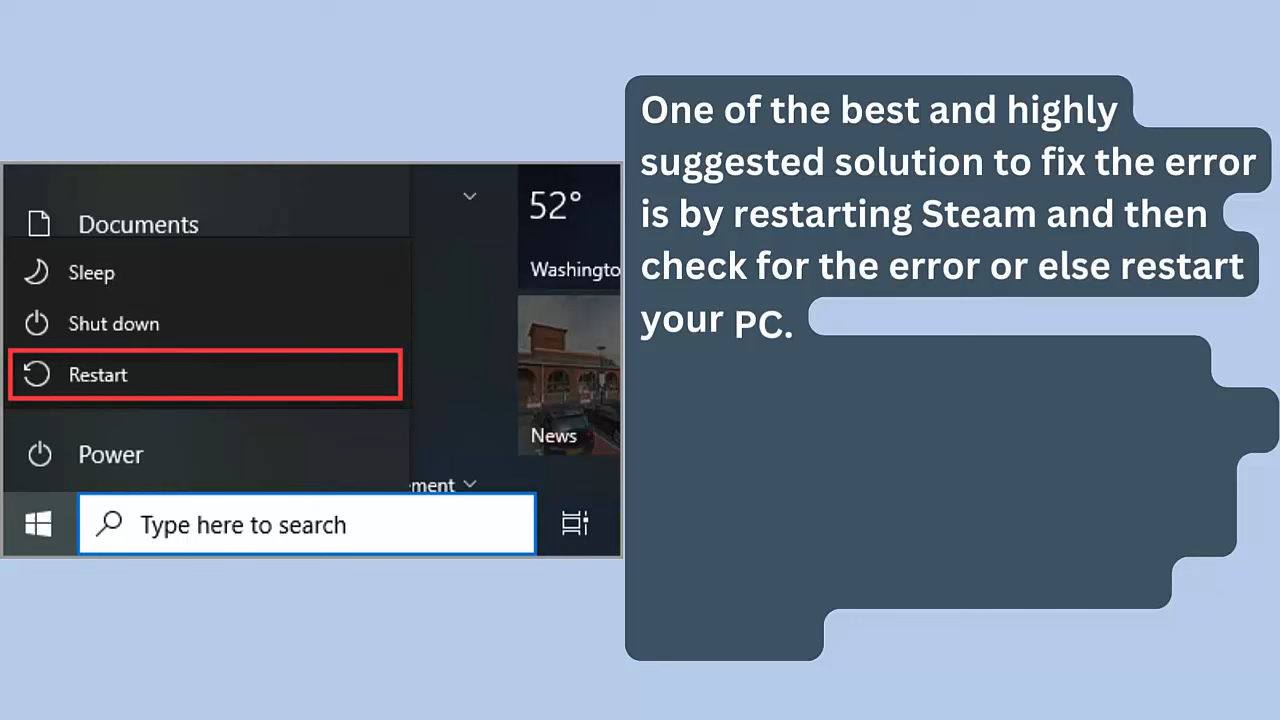 Documents
Sleep
Shut down
Restart
Power
Type here to search
52°
Washingto
News
ment
One of the best and highly
suggested solution to fix the error
is by restarting Steam and then
check for the error or else restart
your PC.